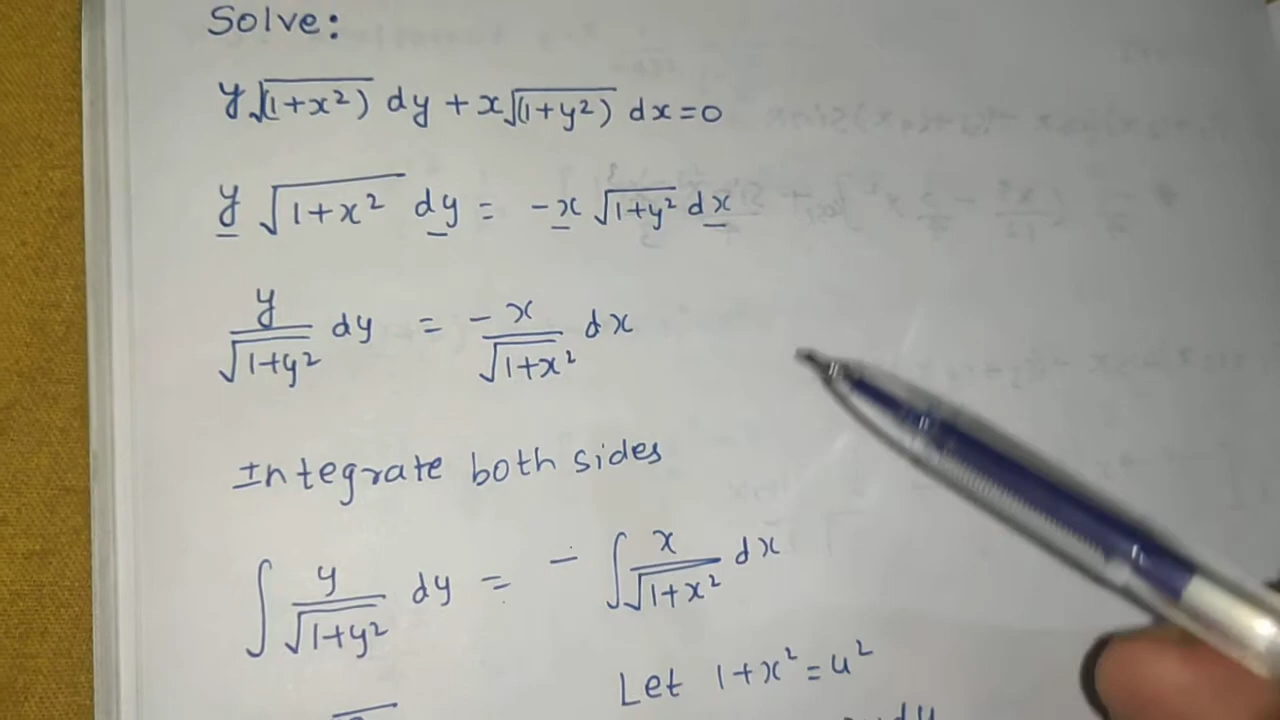 Solve:
y√(1+x²) dy + x√(1+y²) dx = 0
y √1+x² dy = -x √1+y² dx
y/√1+y² dy = -x/√1+x² dx
Integrate both sides
∫ y/√1+y² dy = - ∫ x/√1+x² dx
Let 1+x² = u²